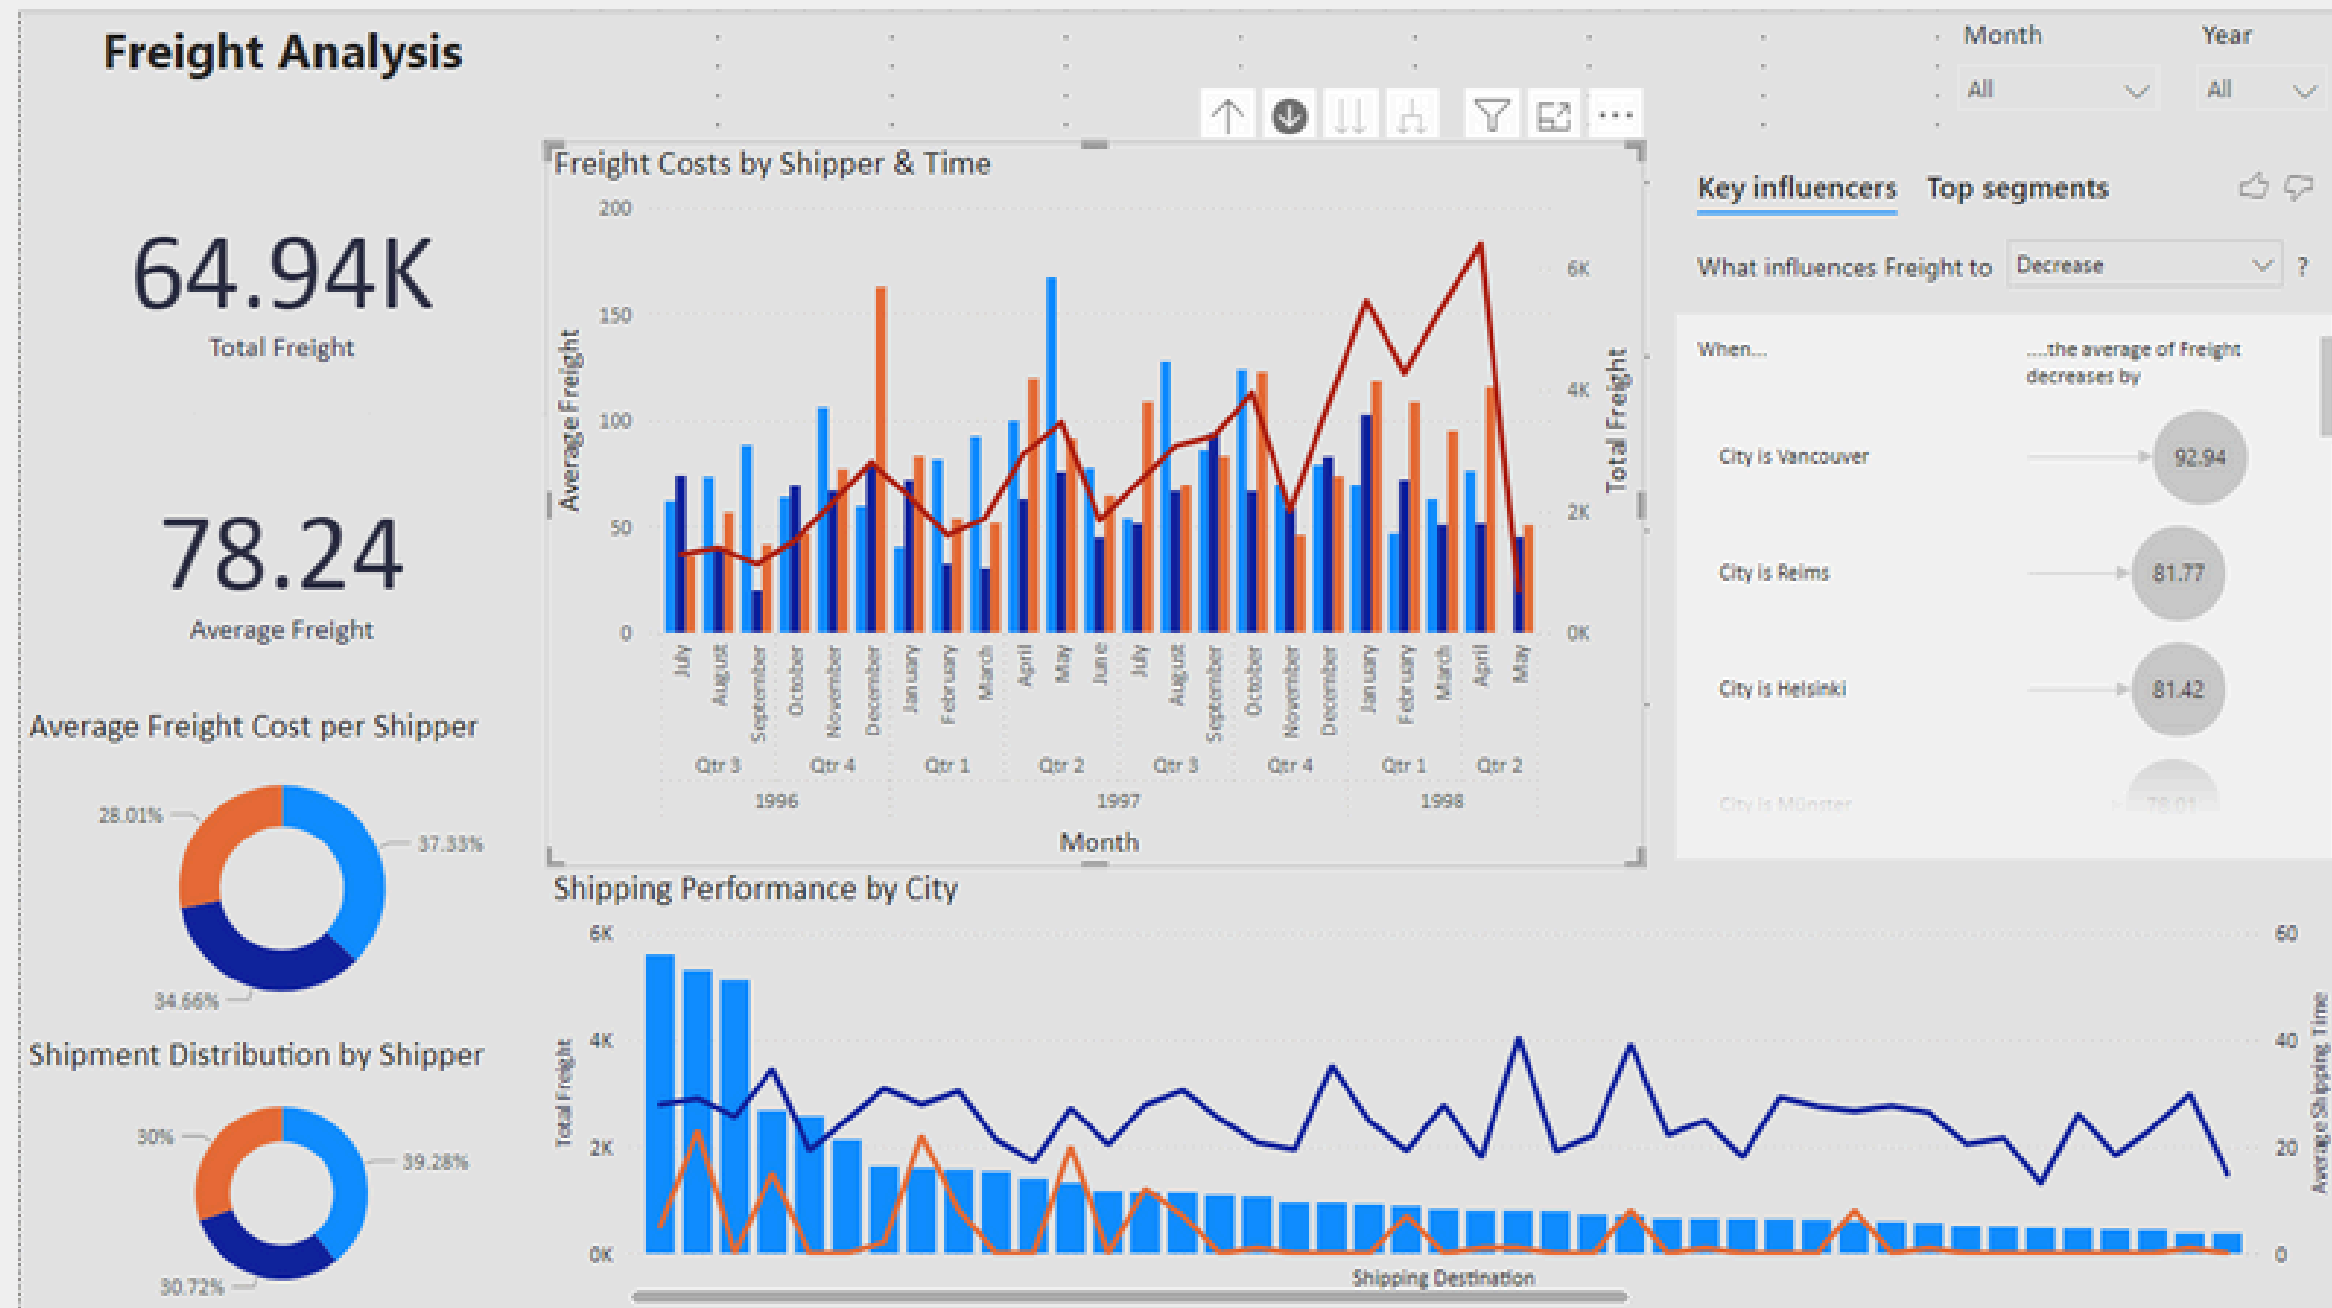 Freight Analysis
Month
Year
All
All
64.94K
Total Freight
78.24
Average Freight
Average Freight Cost per Shipper
28.01%
37.33%
34.66%
Shipment Distribution by Shipper
30%
39.28%
30.72%
Freight Costs by Shipper & Time
200
150
100
50
0
Average Freight
6K
4K
2K
0K
Total Freight
July
August
September
October
November
December
January
February
March
April
May
June
July
August
September
October
November
December
January
February
March
April
May
Qtr 3
Qtr 4
Qtr 1
Qtr 2
Qtr 3
Qtr 4
Qtr 1
Qtr 2
1996
1997
1998
Month
Key influencers
Top segments
What influences Freight to
Decrease
?
When...
....the average of Freight
decreases by
City is Vancouver
92.94
City is Reims
81.77
City is Helsinki
81.42
City is Münster
78.01
Shipping Performance by City
6K
4K
2K
0K
Total Freight
60
40
20
0
Average Shipping Time
Shipping Destination